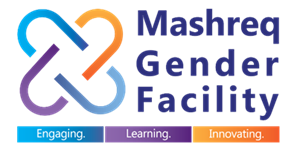 Mashreq
Gender
Facility
Engaging. Learning. Innovating.